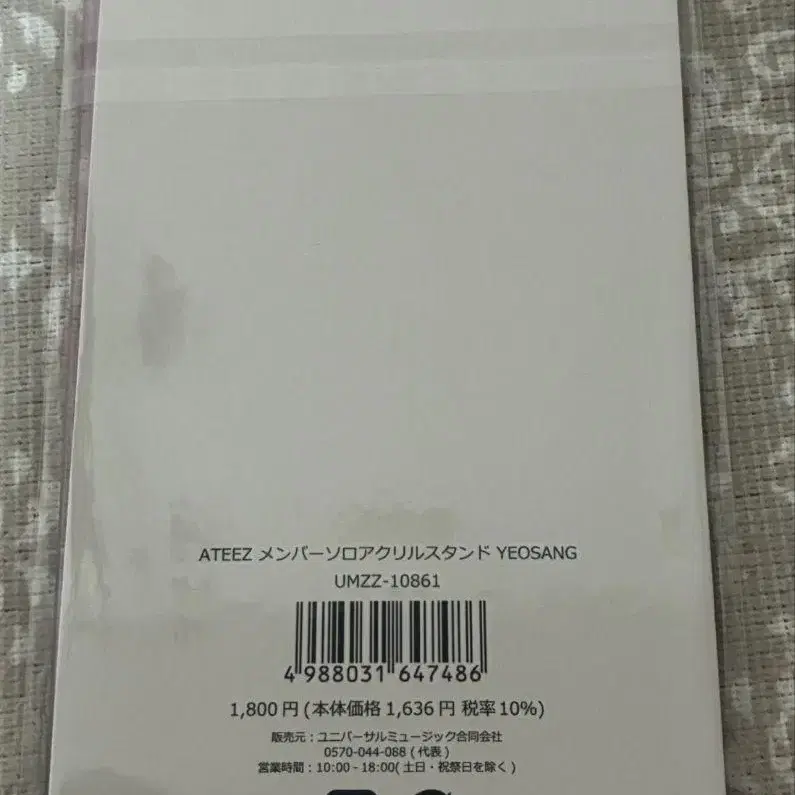 ATEEZ メンバーソロアクリルスタンド YEOSANG
UMZZ-10861
4 988031 647486
1,800 円 (本体価格 1,636 円 税率 10%)
販売元：ユニバーサルミュージック合同会社
0570-044-088 ( 代表 )
営業時間：10:00 - 18:00( 土日・祝祭日を除く )